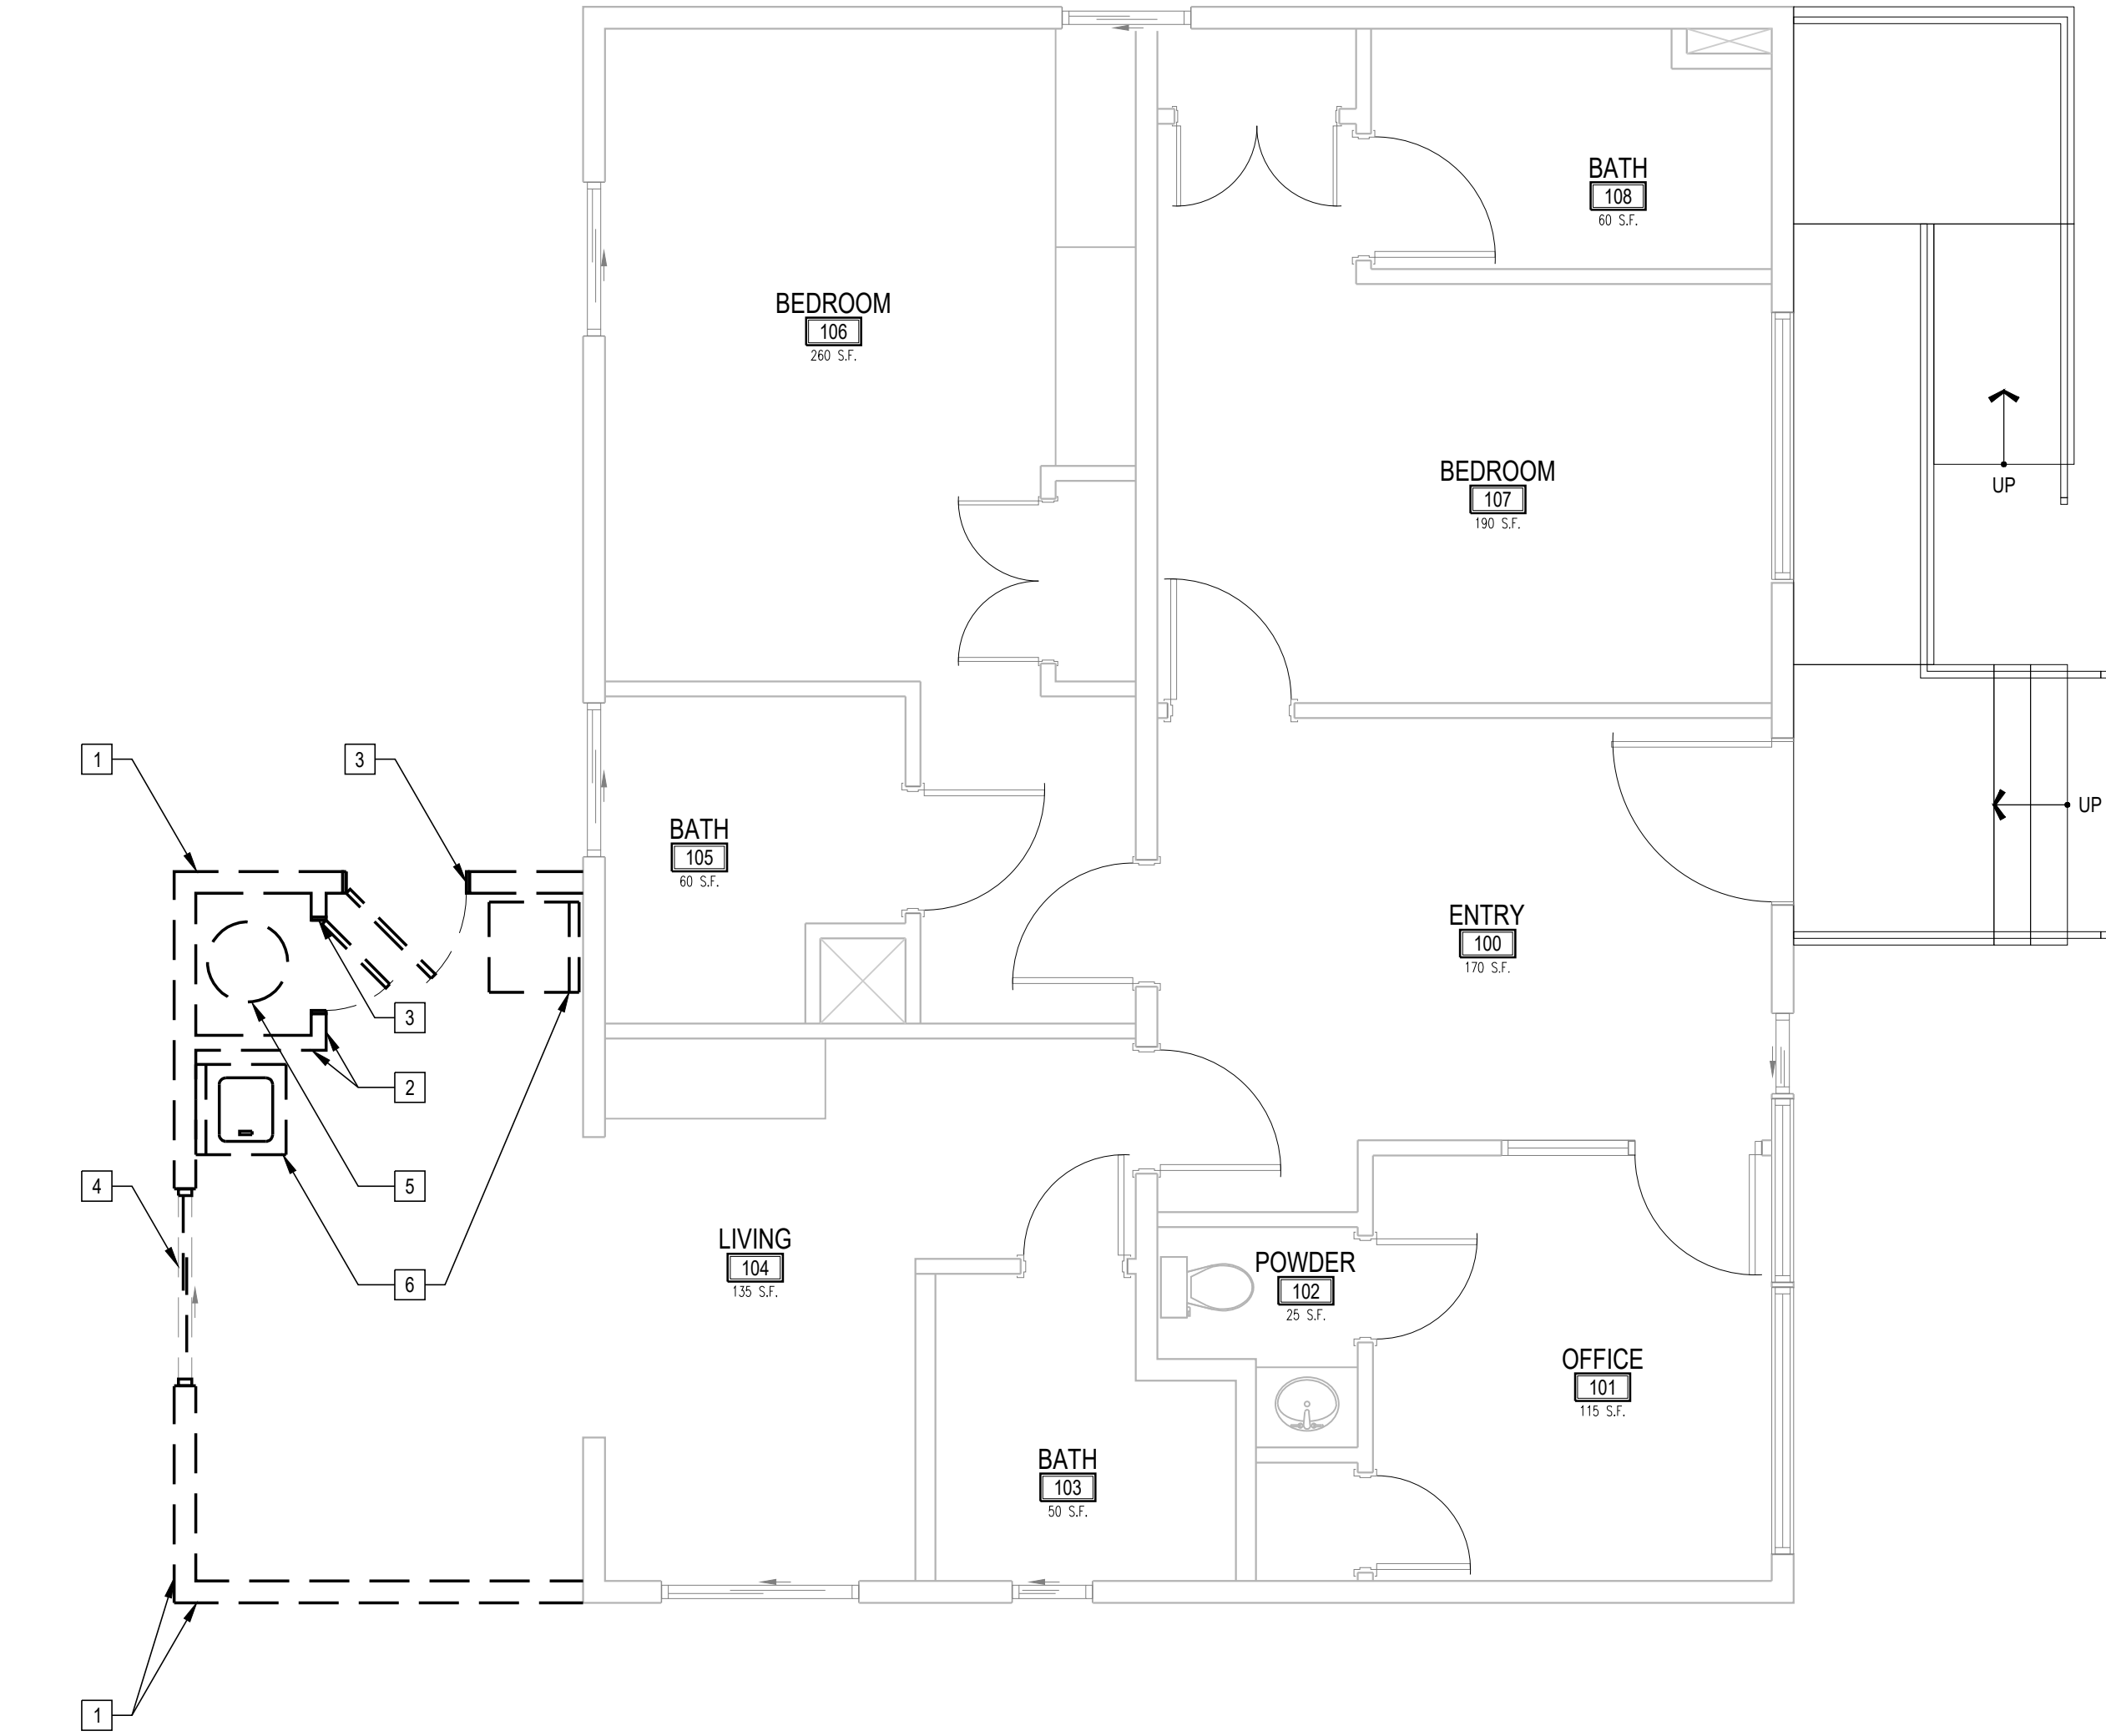 BATH
108
60 S.F.
BEDROOM
106
260 S.F.
BEDROOM
107
190 S.F.
UP
1
3
UP
BATH
105
60 S.F.
ENTRY
100
170 S.F.
3
2
4
5
LIVING
104
135 S.F.
6
POWDER
102
25 S.F.
OFFICE
101
115 S.F.
BATH
103
50 S.F.
1